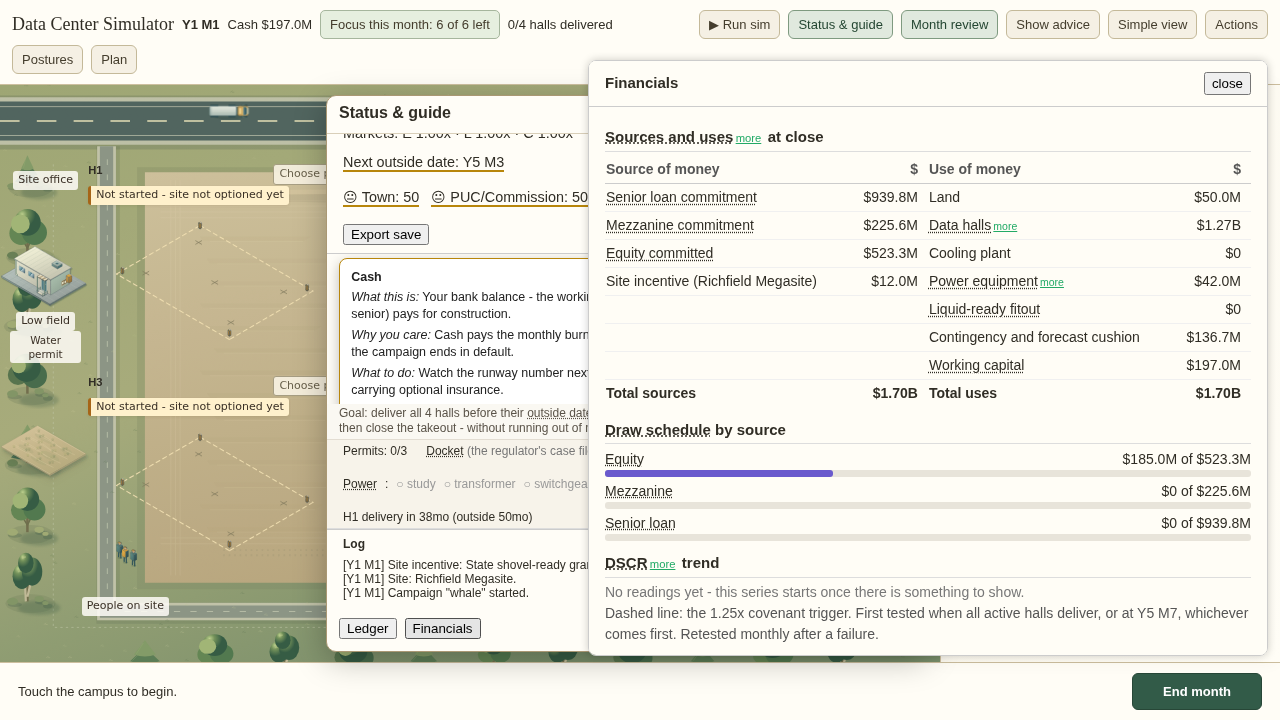 Data Center Simulator Y1 M1 Cash $197.0M Focus this month: 6 of 6 left 0/4 halls delivered ▶ Run sim Status & guide Month review Show advice Simple view Actions
Postures Plan
Site office
Low field
Water
permit
H1
Not started - site not optioned yet
Choose
H3
Not started - site not optioned yet
Choose
People on site
Status & guide
Markets: E 1.00x · L 1.00x · C 1.00x
Next outside date: Y5 M3
Town: 50 PUC/Commission: 50
Export save
Cash
What this is: Your bank balance - the
senior) pays for construction.
Why you care: Cash pays the monthly burn
the campaign ends in default.
What to do: Watch the runway number
carrying optional insurance.
Goal: deliver all 4 halls before their outside
then close the takeout - without running out of
Permits: 0/3 Docket (the regulator's case
Power : ○ study ○ transformer ○
H1 delivery in 38mo (outside 50mo)
Log
[Y1 M1] Site incentive: State shovel-ready
[Y1 M1] Site: Richfield Megasite.
[Y1 M1] Campaign "whale" started.
Ledger Financials
Financials close
Sources and uses more at close
Source of money $ Use of money $
Senior loan commitment $939.8M Land $50.0M
Mezzanine commitment $225.6M Data halls more $1.27B
Equity committed $523.3M Cooling plant $0
Site incentive (Richfield Megasite) $12.0M Power equipment more $42.0M
Liquid-ready fitout $0
Contingency and forecast cushion $136.7M
Working capital $197.0M
Total sources $1.70B Total uses $1.70B
Draw schedule by source
Equity $185.0M of $523.3M
Mezzanine $0 of $225.6M
Senior loan $0 of $939.8M
DSCR more trend
No readings yet - this series starts once there is something to show.
Dashed line: the 1.25x covenant trigger. First tested when all active halls deliver, or at Y5 M7, whichever
comes first. Retested monthly after a failure.
Touch the campus to begin.
End month